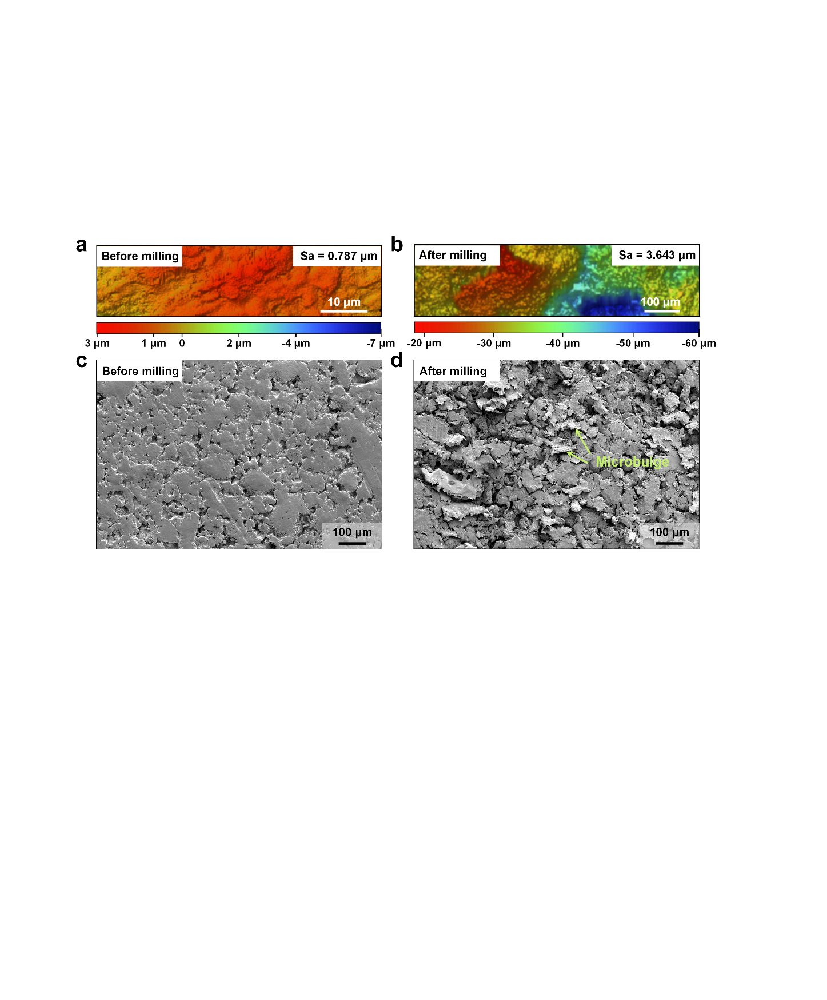 a
Before milling
Sa = 0.787 µm
10 µm
3 µm 1 µm 0 2 µm -4 µm -7 µm
b
After milling
Sa = 3.643 µm
100 µm
-20 µm -30 µm -40 µm -50 µm -60 µm
c
Before milling
100 µm
d
After milling
Microbulge
100 µm